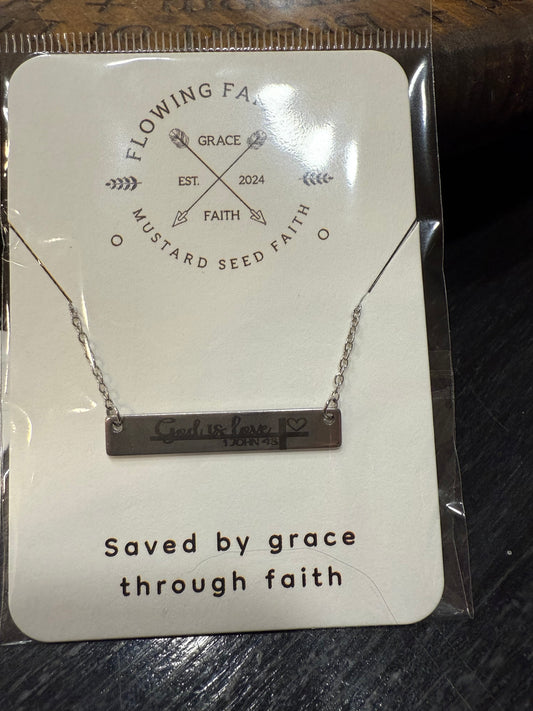 FLOWING
GRACE
EST. 2024
FAITH
MUSTARD SEED FAITH
God is love
1 JOHN 4:8
Saved by grace
through faith